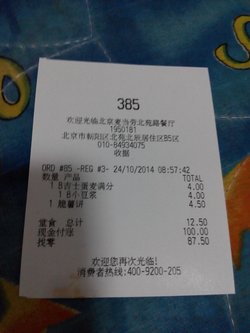 385
欢迎光临北京麦当劳北苑路餐厅
1950181
北京市朝阳区北苑北辰居住区B5区
010-84934075
收据
ORD #85 -REG #3- 24/10/2014 08:57:42
数量 产品 TOTAL
1 B吉士蛋麦满分 4.00
1 B小豆浆 4.00
1 脆薯饼 4.50
堂食 总计 12.50
现金付账 100.00
找零 87.50
欢迎您再次光临!
消费者热线:400-9200-205